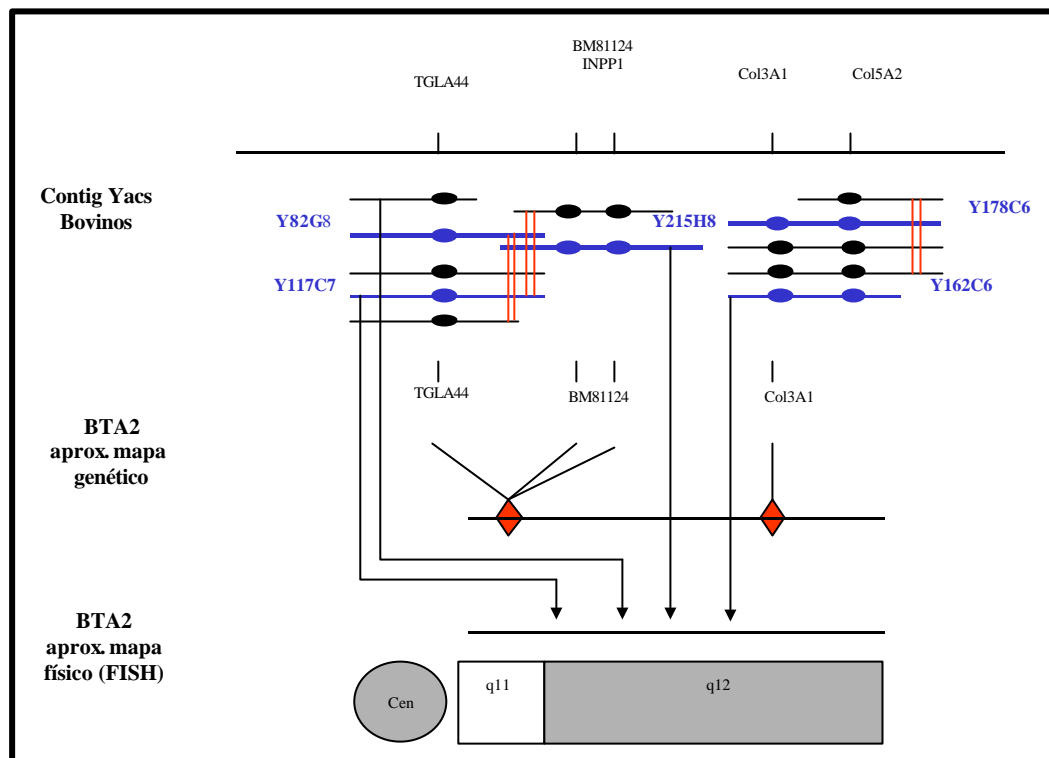 BM81124
INPP1
TGLA44
Col3A1
Col5A2
Contig Yacs
Bovinos
Y82G8
Y215H8
Y178C6
Y117C7
Y162C6
TGLA44
BM81124
Col3A1
BTA2
aprox. mapa
genético
BTA2
aprox. mapa
físico (FISH)
Cen
q11
q12